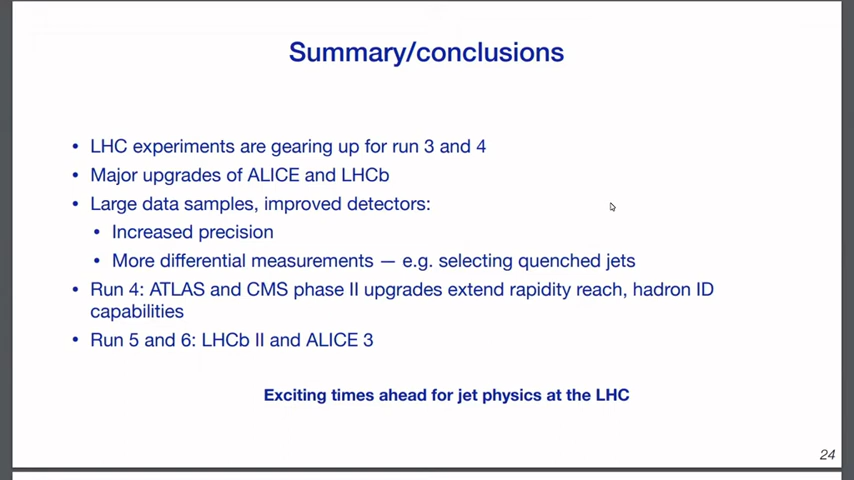 Summary/conclusions
• LHC experiments are gearing up for run 3 and 4
• Major upgrades of ALICE and LHCb
• Large data samples, improved detectors:
• Increased precision
• More differential measurements — e.g. selecting quenched jets
• Run 4: ATLAS and CMS phase II upgrades extend rapidity reach, hadron ID
capabilities
• Run 5 and 6: LHCb II and ALICE 3
Exciting times ahead for jet physics at the LHC
24